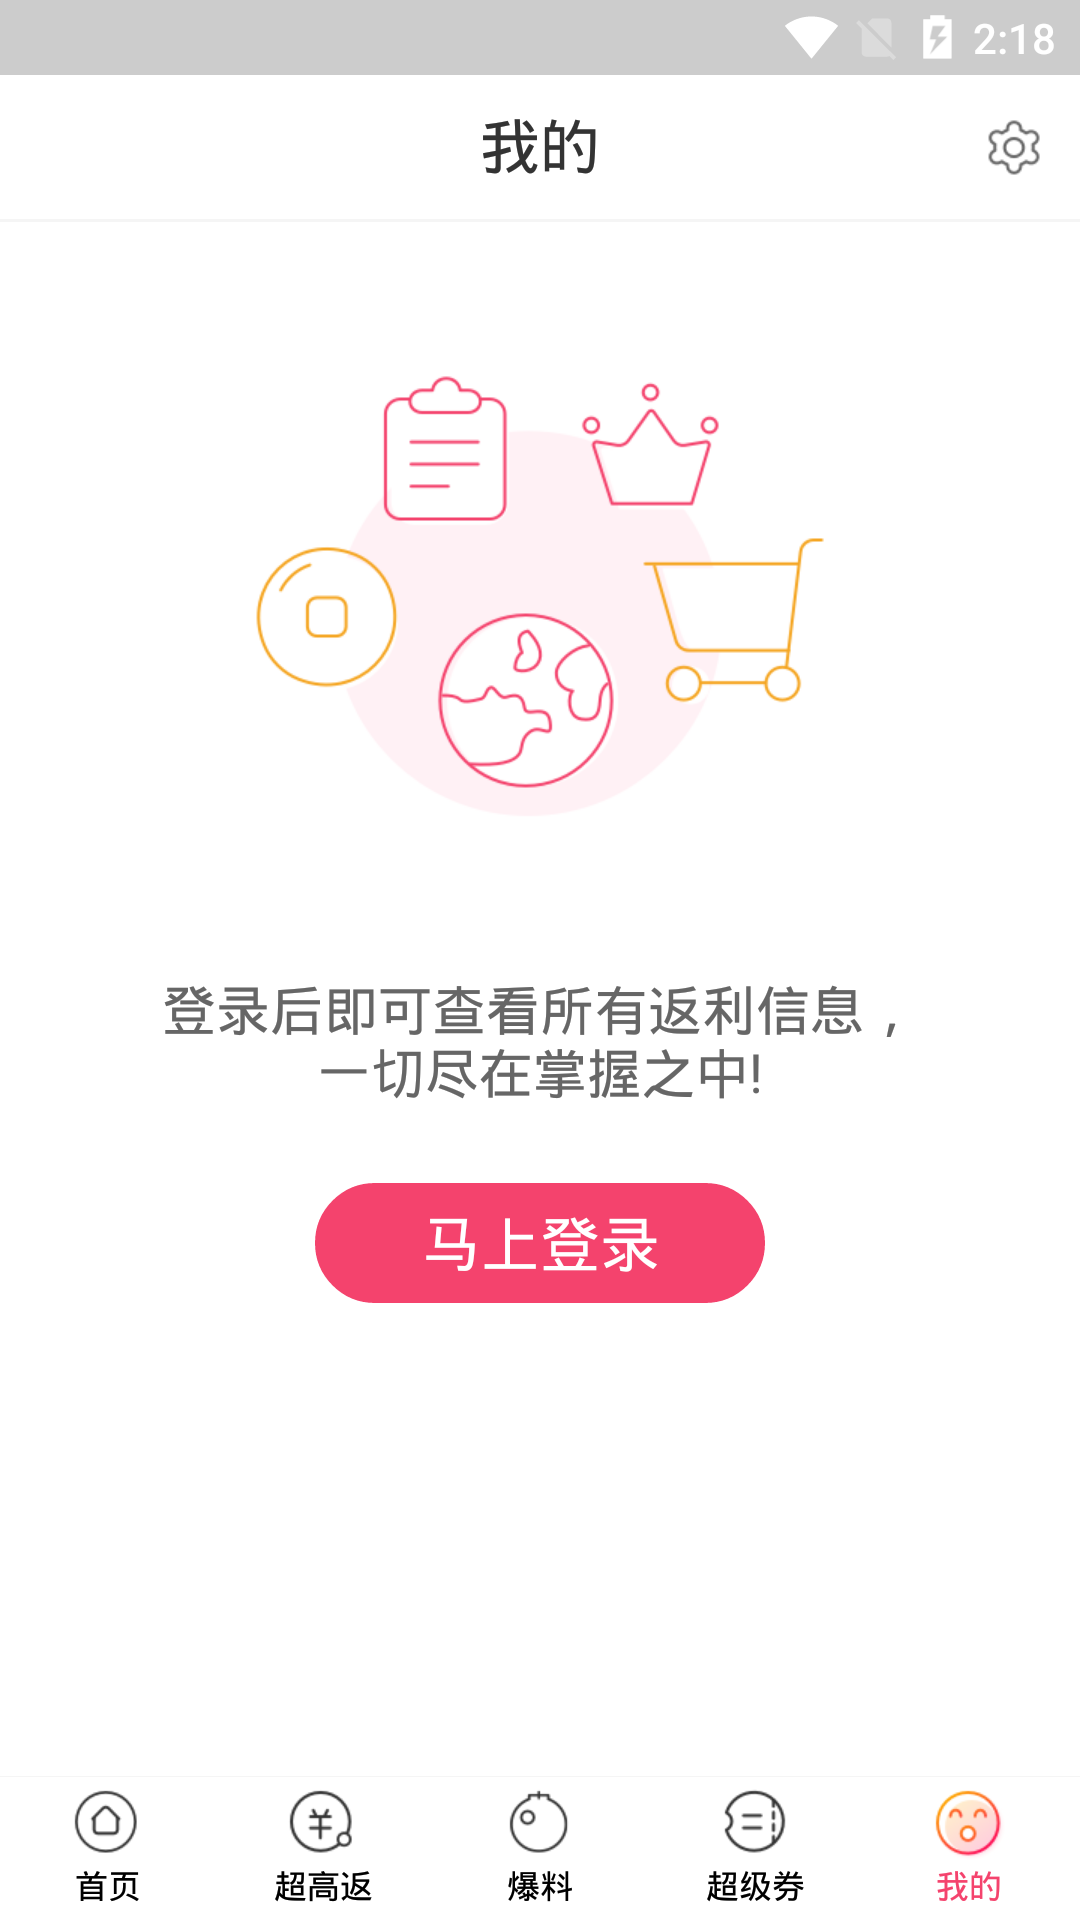 2:18
我的
登录后即可查看所有返利信息，
一切尽在掌握之中!
马上登录
首页
超高返
爆料
超级券
我的